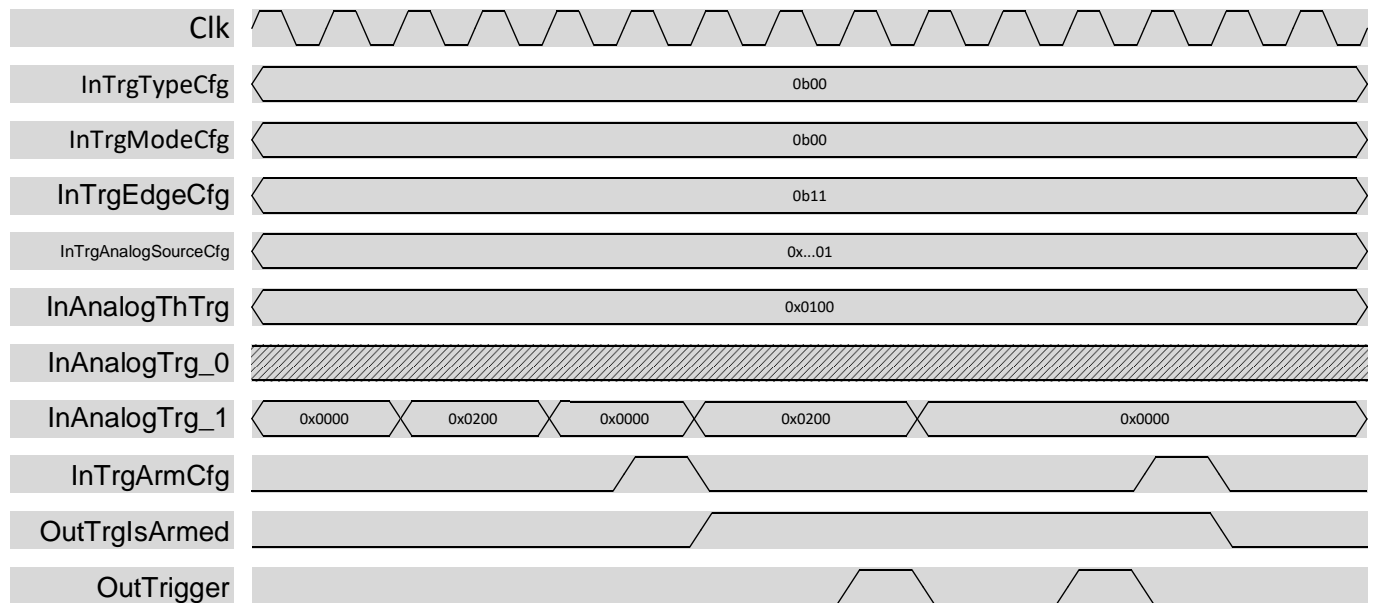 Clk
InTrgTypeCfg 0b00
InTrgModeCfg 0b00
InTrgEdgeCfg 0b11
InTrgAnalogSourceCfg 0x...01
InAnalogThTrg 0x0100
InAnalogTrg_0
InAnalogTrg_1 0x0000 0x0200 0x0000 0x0200 0x0000
InTrgArmCfg
OutTrgIsArmed
OutTrigger